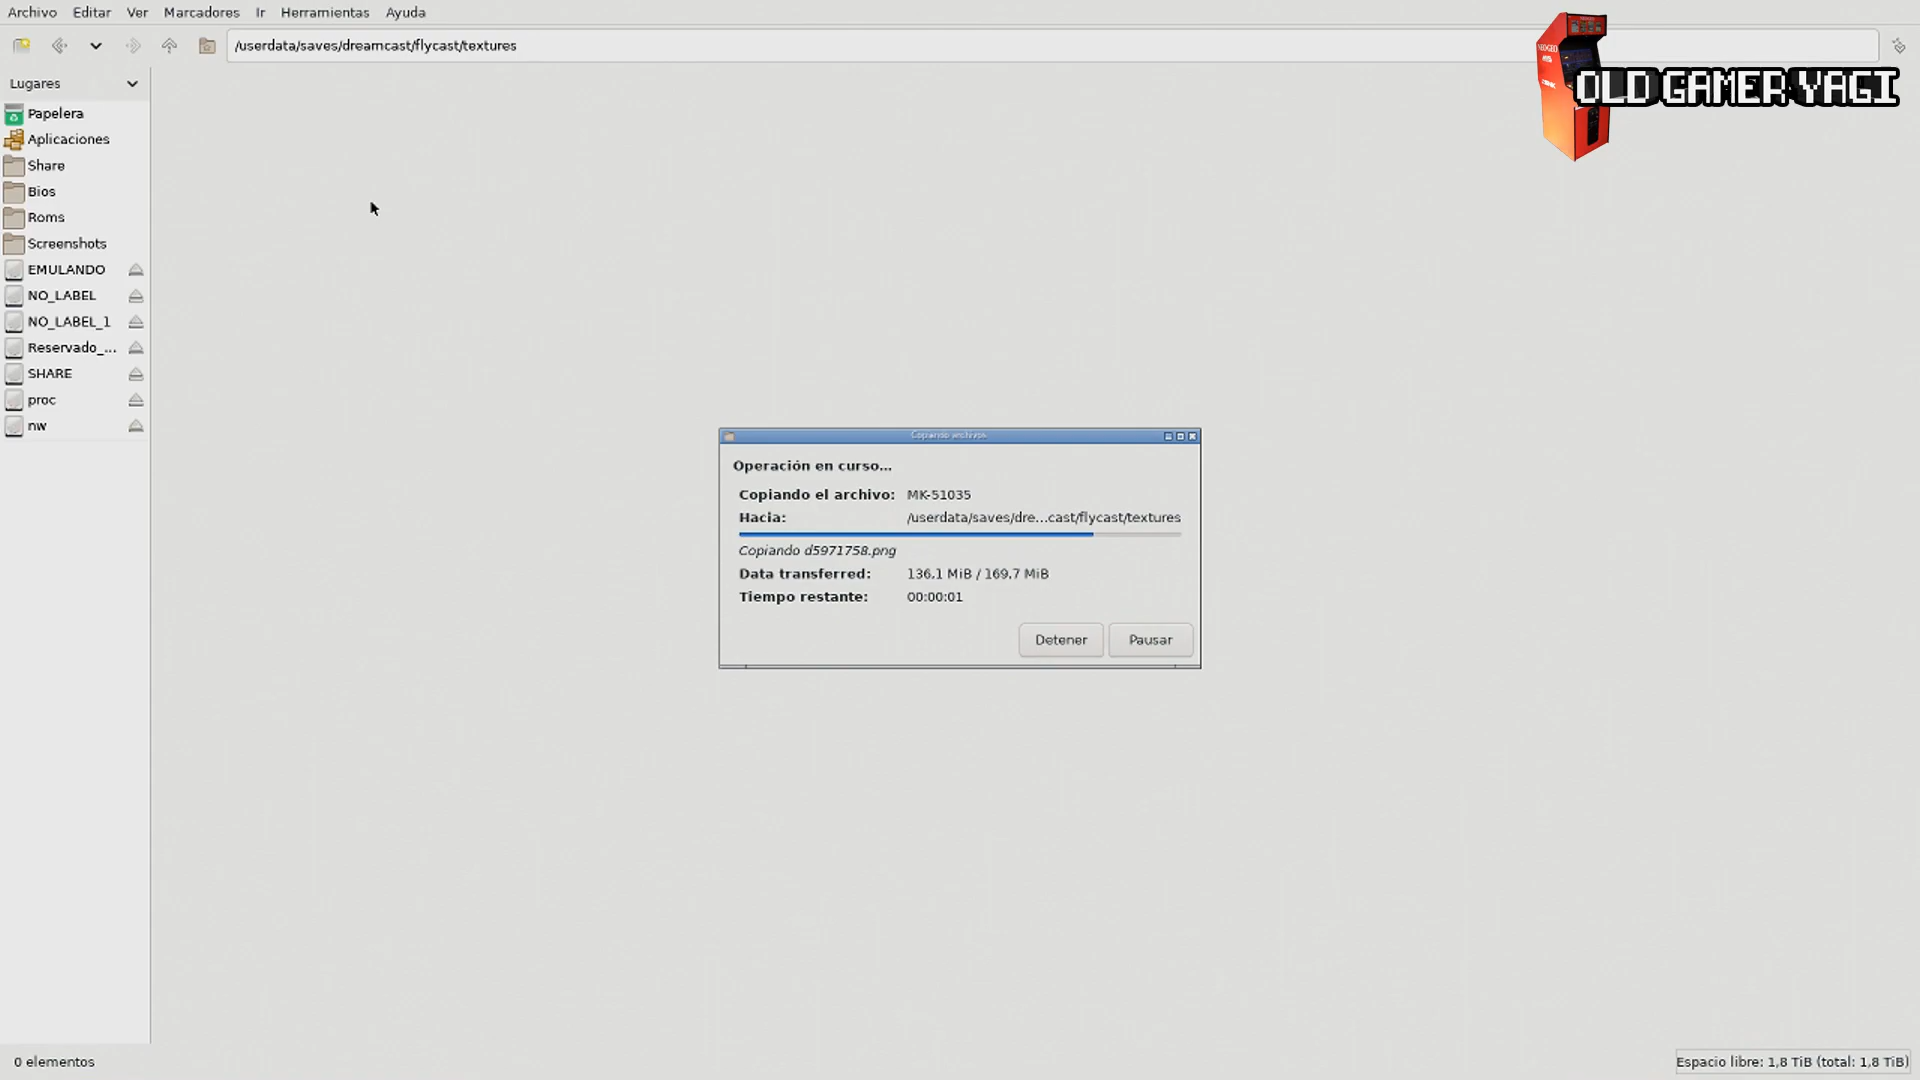 Archivo Editar Ver Marcadores Ir Herramientas Ayuda
/userdata/saves/dreamcast/flycast/textures
OLD GAMER YAGI
Lugares
Papelera
Aplicaciones
Share
Bios
Roms
Screenshots
EMULANDO
NO_LABEL
NO_LABEL_1
Reservado_...
SHARE
proc
nw
Copiando archivos
Operación en curso...
Copiando el archivo: MK-51035
Hacia: /userdata/saves/dre...cast/flycast/textures
Copiando d5971758.png
Data transferred: 136.1 MiB / 169.7 MiB
Tiempo restante: 00:00:01
Detener Pausar
0 elementos
Espacio libre: 1,8 TiB (total: 1,8 TiB)